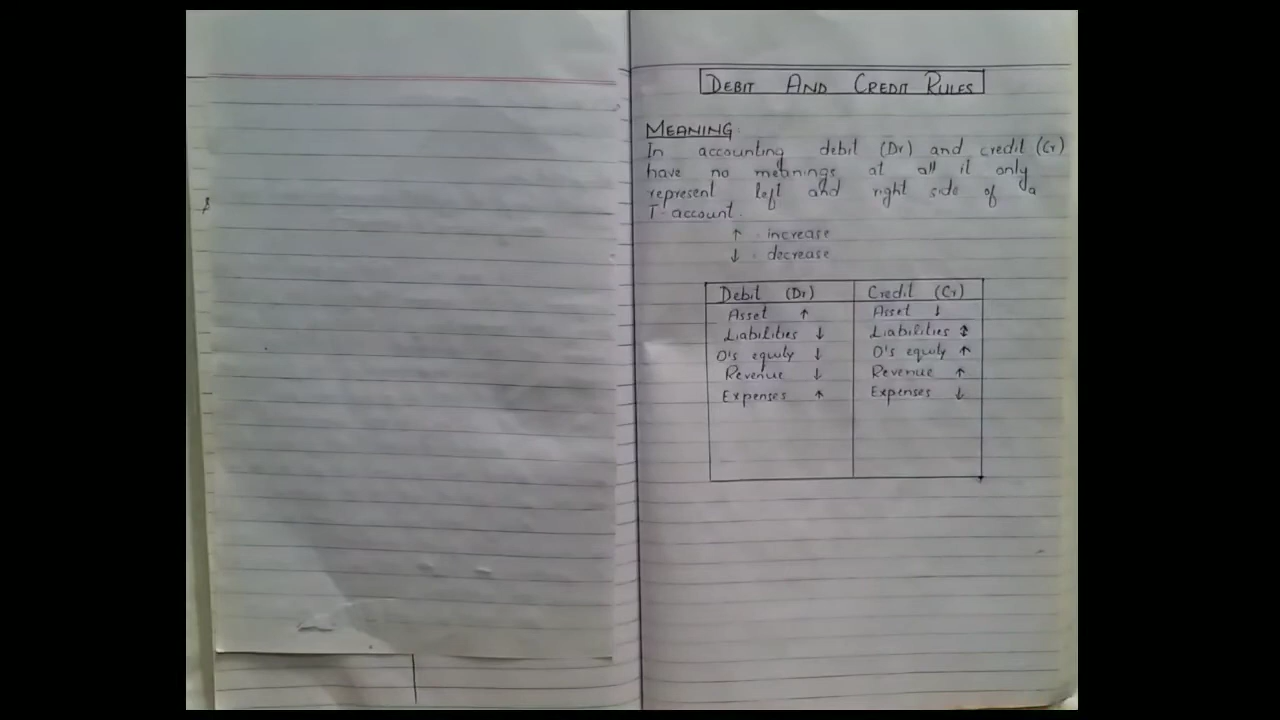 DEBIT AND CREDIT RULES
MEANING:
In accounting debit (Dr) and credit (Cr)
have no meanings at all it only
represent left and right side of a
T-account.
↑ : increase
↓ : decrease
Debit (Dr) Credit (Cr)
Asset ↑ Asset ↓
Liabilities ↓ Liabilities ↕
O's equity ↓ O's equity ↑
Revenue ↓ Revenue ↑
Expenses ↑ Expenses ↓